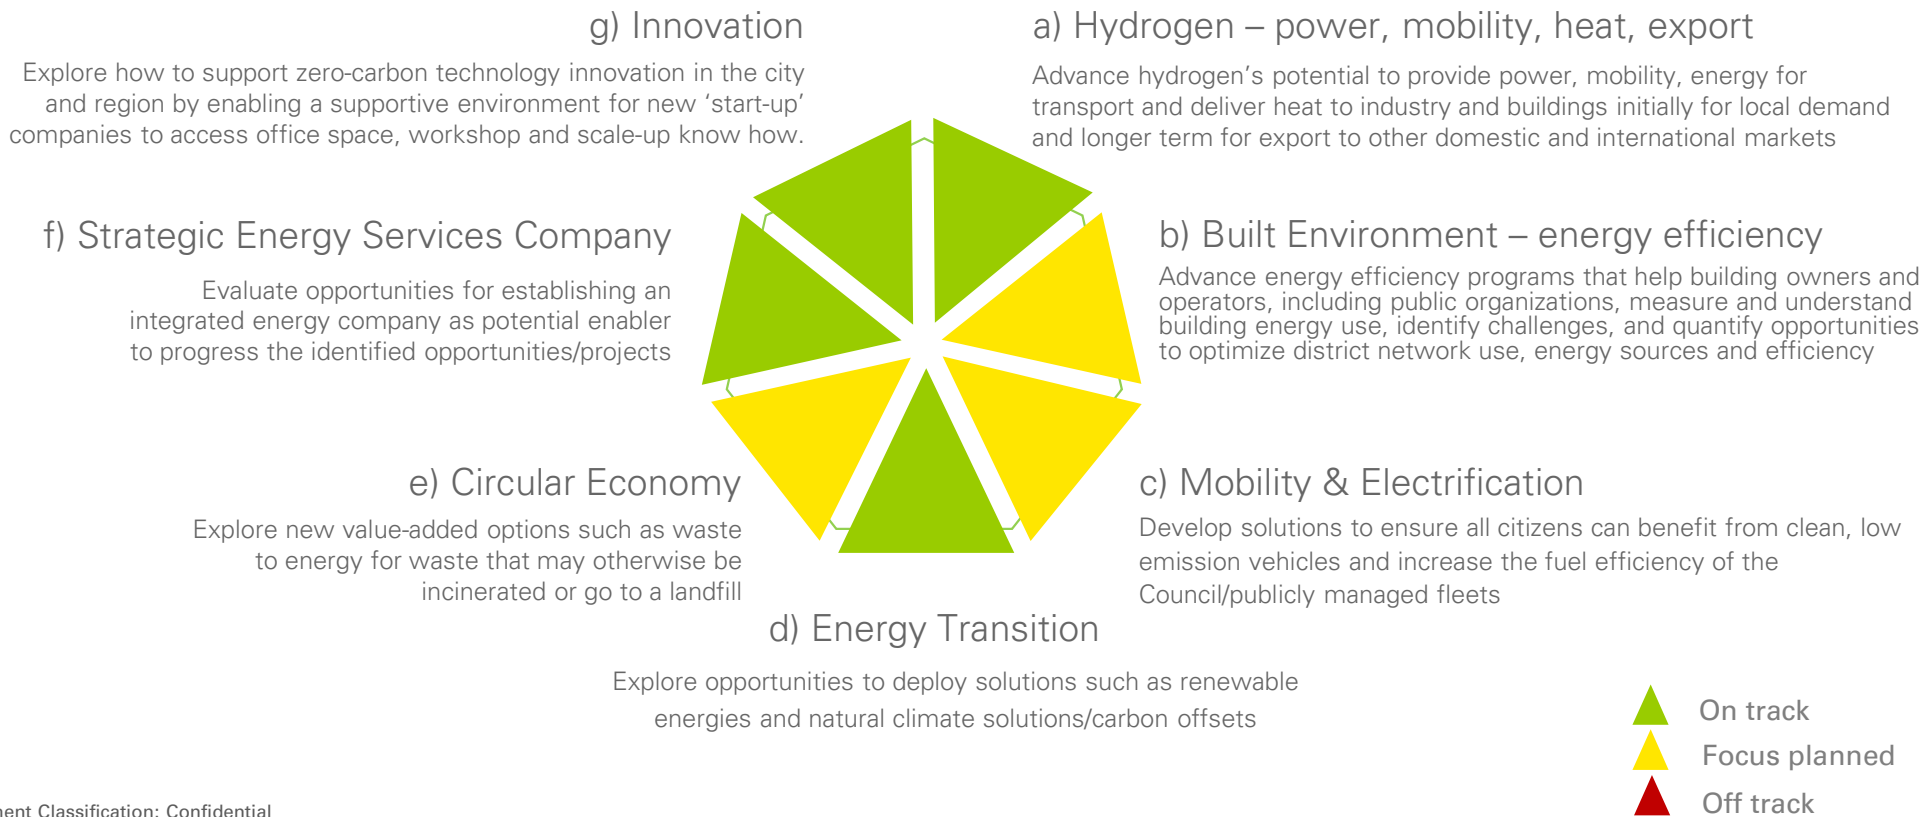 g) Innovation
Explore how to support zero-carbon technology innovation in the city
and region by enabling a supportive environment for new ‘start-up’
companies to access office space, workshop and scale-up know how.
a) Hydrogen – power, mobility, heat, export
Advance hydrogen’s potential to provide power, mobility, energy for
transport and deliver heat to industry and buildings initially for local demand
and longer term for export to other domestic and international markets
f) Strategic Energy Services Company
Evaluate opportunities for establishing an
integrated energy company as potential enabler
to progress the identified opportunities/projects
b) Built Environment – energy efficiency
Advance energy efficiency programs that help building owners and
operators, including public organizations, measure and understand
building energy use, identify challenges, and quantify opportunities
to optimize district network use, energy sources and efficiency
e) Circular Economy
Explore new value-added options such as waste
to energy for waste that may otherwise be
incinerated or go to a landfill
c) Mobility & Electrification
Develop solutions to ensure all citizens can benefit from clean, low
emission vehicles and increase the fuel efficiency of the
Council/publicly managed fleets
d) Energy Transition
Explore opportunities to deploy solutions such as renewable
energies and natural climate solutions/carbon offsets
On track
Focus planned
Off track
ment Classification: Confidential